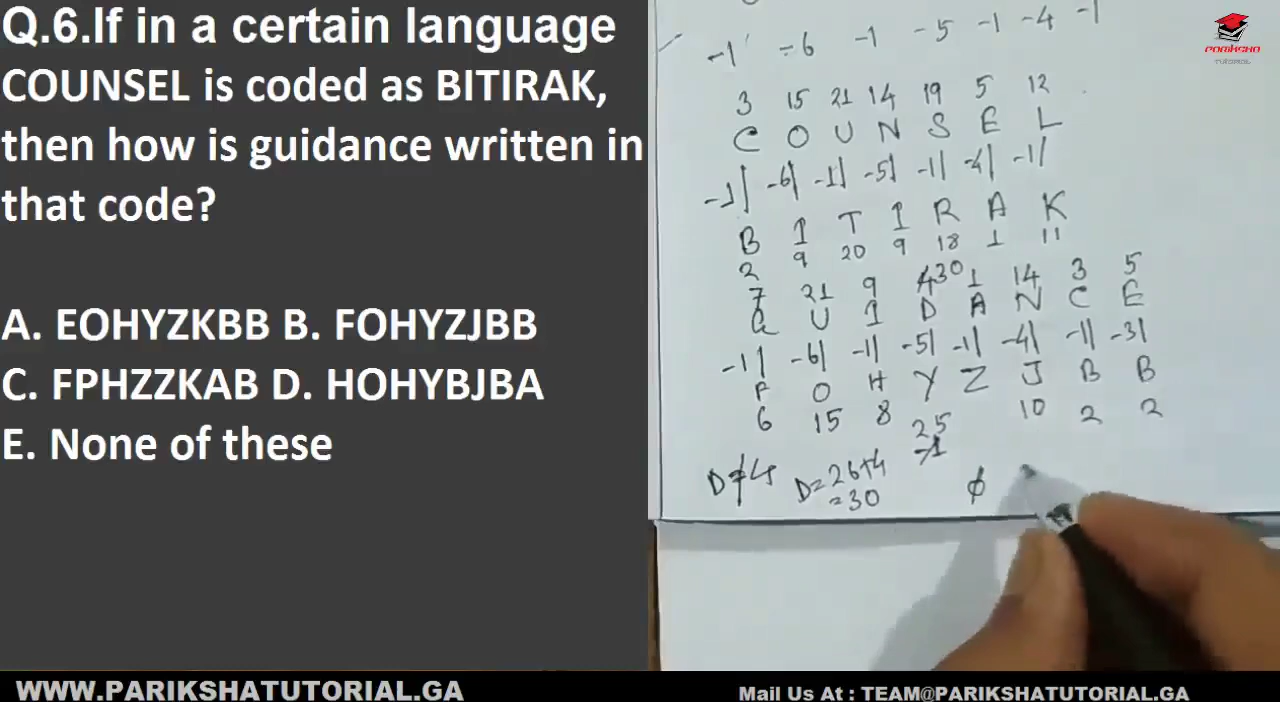 Q.6.If in a certain language
COUNSEL is coded as BITIRAK,
then how is guidance written in
that code?
A. EOHYZKBB B. FOHYZJBB
C. FPHZZKAB D. HOHYBJBA
E. None of these
-1 -6 -1 -5 -1 -4 -1
3 15 21 14 19 5 12
C O U N S E L
-1| -6| -1| -5| -1| -4| -1|
B I T I R A K
2 9 20 9 18 1 11
7 21 9 4 30 1 14 3 5
G U I D A N C E
-1| -6| -1| -5| -1| -4| -1| -3|
F O H Y Z J B B
6 15 8 25 10 2 2
-1
D=4 D=26+4
=30
PARIKSHA
TUTORIAL
WWW.PARIKSHATUTORIAL.GA
Mail Us At : TEAM@PARIKSHATUTORIAL.GA